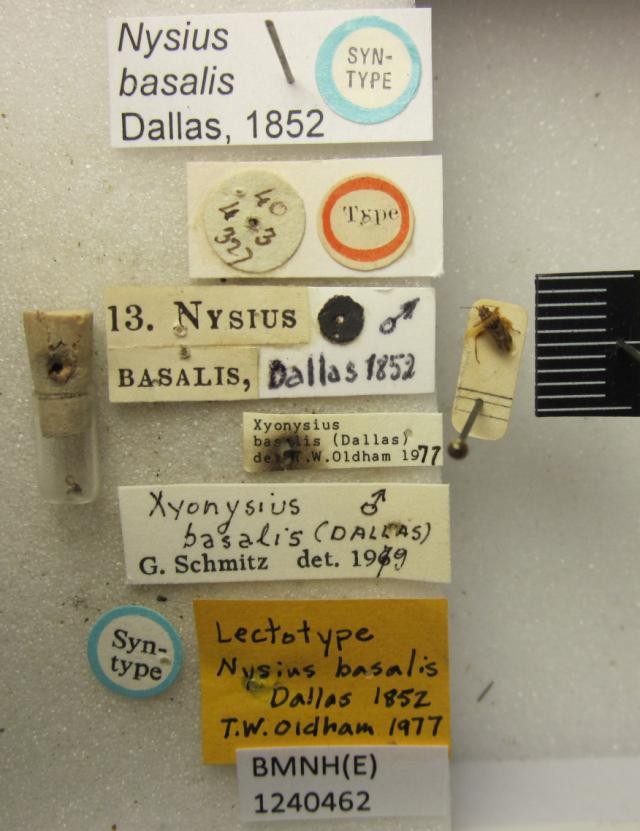 Nysius
basalis
Dallas, 1852
SYN-
TYPE
40
4 3
327
Type
13. NYSIUS
♂
BASALIS,
Dallas 1852
Xyonysius
basalis (Dallas)
det. T.W.Oldham 1977
Xyonysius ♂
basalis (DALLAS)
G. Schmitz det. 1979
Syn-
type
Lectotype
Nysius basalis
Dallas 1852
T.W. Oldham 1977
BMNH(E)
1240462